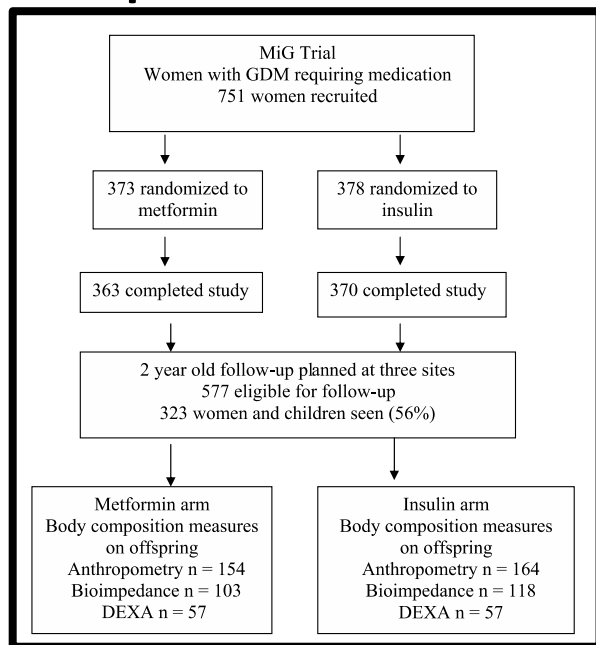 MiG Trial
Women with GDM requiring medication
751 women recruited
373 randomized to
metformin
378 randomized to
insulin
363 completed study
370 completed study
2 year old follow-up planned at three sites
577 eligible for follow-up
323 women and children seen (56%)
Metformin arm
Body composition measures
on offspring
Anthropometry n = 154
Bioimpedance n = 103
DEXA n = 57
Insulin arm
Body composition measures
on offspring
Anthropometry n = 164
Bioimpedance n = 118
DEXA n = 57